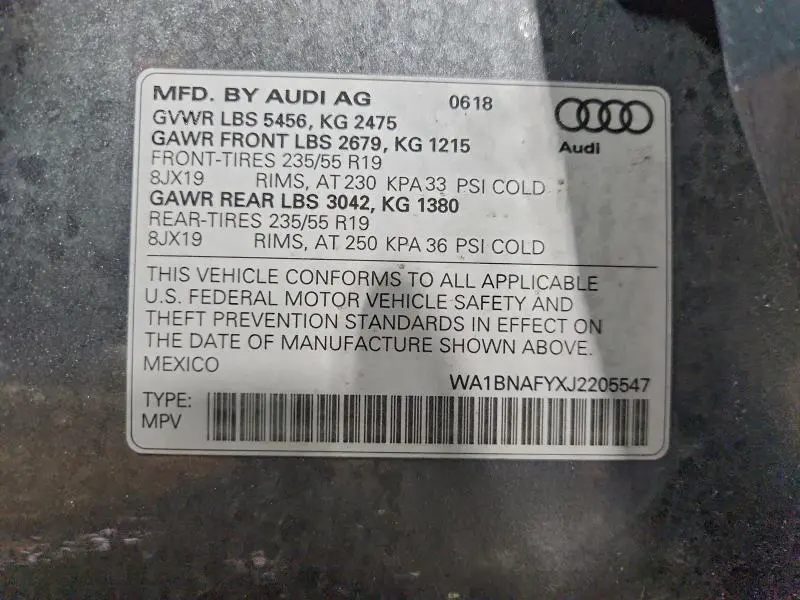 MFD. BY AUDI AG 0618
GVWR LBS 5456, KG 2475
GAWR FRONT LBS 2679, KG 1215
FRONT-TIRES 235/55 R19
8JX19 RIMS, AT 230 KPA 33 PSI COLD
GAWR REAR LBS 3042, KG 1380
REAR-TIRES 235/55 R19
8JX19 RIMS, AT 250 KPA 36 PSI COLD
Audi
THIS VEHICLE CONFORMS TO ALL APPLICABLE
U.S. FEDERAL MOTOR VEHICLE SAFETY AND
THEFT PREVENTION STANDARDS IN EFFECT ON
THE DATE OF MANUFACTURE SHOWN ABOVE.
MEXICO
WA1BNAFYXJ2205547
TYPE:
MPV